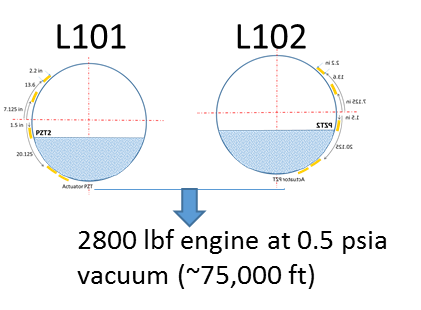 L101 L102
2.2 in 2.2 in
13.6 13.6
7.125 in 7.125 in
1.5 in 1.5 in
PZT2 PZT2
20.125 20.125
Actuator PZT Actuator PZT
2800 lbf engine at 0.5 psia
vacuum (~75,000 ft)